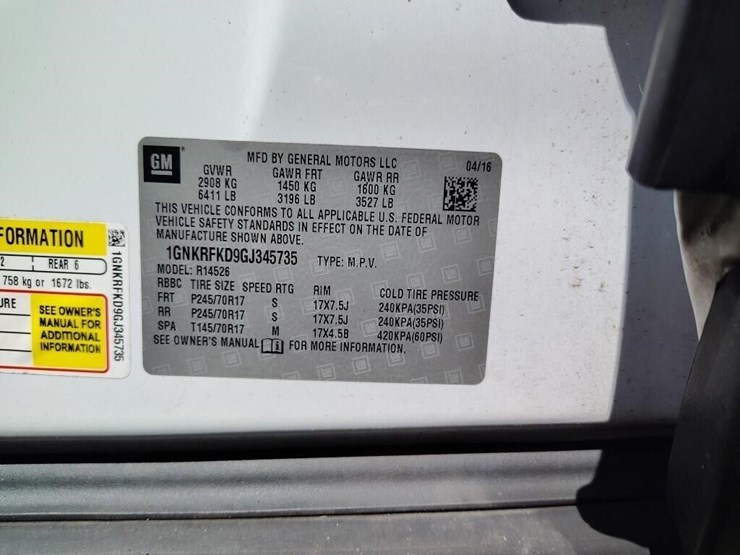 GM
MFD BY GENERAL MOTORS LLC 04/16
GVWR GAWR FRT GAWR RR
2908 KG 1450 KG 1600 KG
6411 LB 3196 LB 3527 LB
THIS VEHICLE CONFORMS TO ALL APPLICABLE U.S. FEDERAL MOTOR
VEHICLE SAFETY STANDARDS IN EFFECT ON THE DATE OF
MANUFACTURE SHOWN ABOVE.
1GNKRFKD9GJ345735 TYPE: M.P.V.
MODEL: R14526
RBBC TIRE SIZE SPEED RTG RIM COLD TIRE PRESSURE
FRT P245/70R17 S 17X7.5J 240KPA(35PSI)
RR P245/70R17 S 17X7.5J 240KPA(35PSI)
SPA T145/70R17 M 17X4.5B 420KPA(60PSI)
SEE OWNER'S MANUAL FOR MORE INFORMATION.
FORMATION
2 REAR 6
758 kg or 1672 lbs.
URE
SEE OWNER'S
MANUAL FOR
ADDITIONAL
INFORMATION
1GNKRFKD9GJ345735